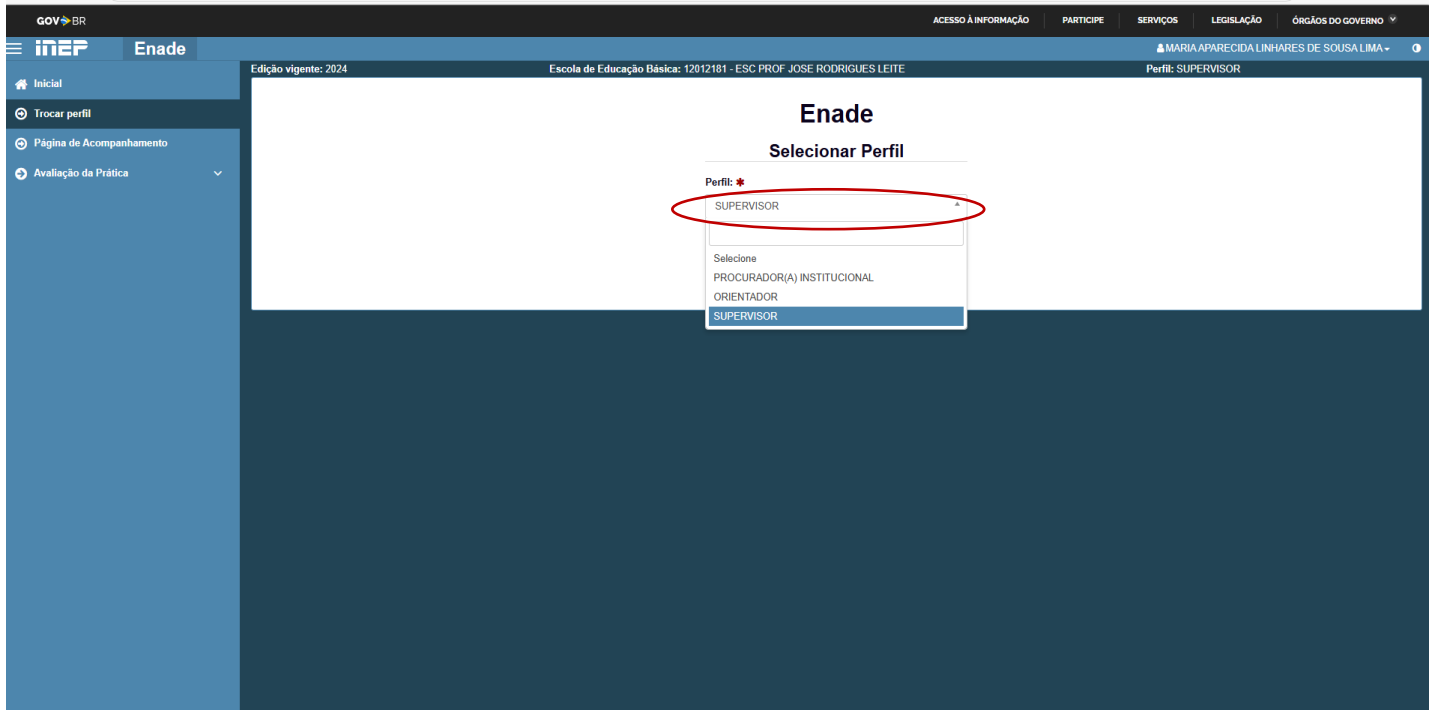 GOV BR
ACESSO À INFORMAÇÃO PARTICIPE SERVIÇOS LEGISLAÇÃO ÓRGÃOS DO GOVERNO
inep Enade
MARIA APARECIDA LINHARES DE SOUSA LIMA
Edição vigente: 2024 Escola de Educação Básica: 12012181 - ESC PROF JOSE RODRIGUES LEITE Perfil: SUPERVISOR
Inicial
Trocar perfil
Página de Acompanhamento
Avaliação da Prática
Enade
Selecionar Perfil
Perfil: ✱
SUPERVISOR
Selecione
PROCURADOR(A) INSTITUCIONAL
ORIENTADOR
SUPERVISOR